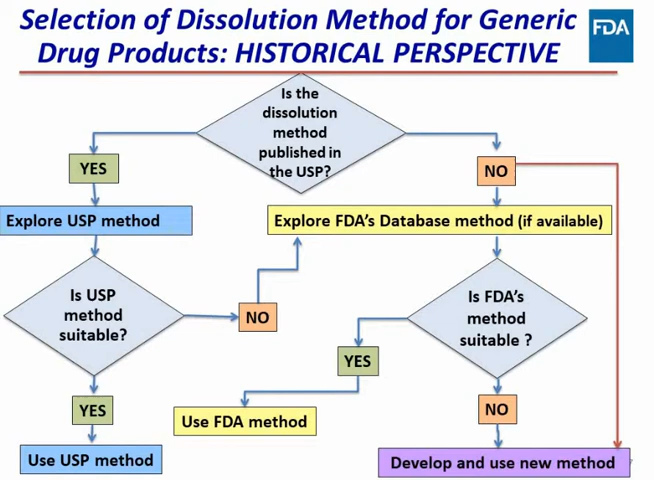 Selection of Dissolution Method for Generic
Drug Products: HISTORICAL PERSPECTIVE
FDA
Is the
dissolution
method
published in
the USP?
YES
NO
Explore USP method
Explore FDA's Database method (if available)
Is USP
method
suitable?
NO
Is FDA's
method
suitable ?
YES
YES
NO
Use FDA method
Use USP method
Develop and use new method